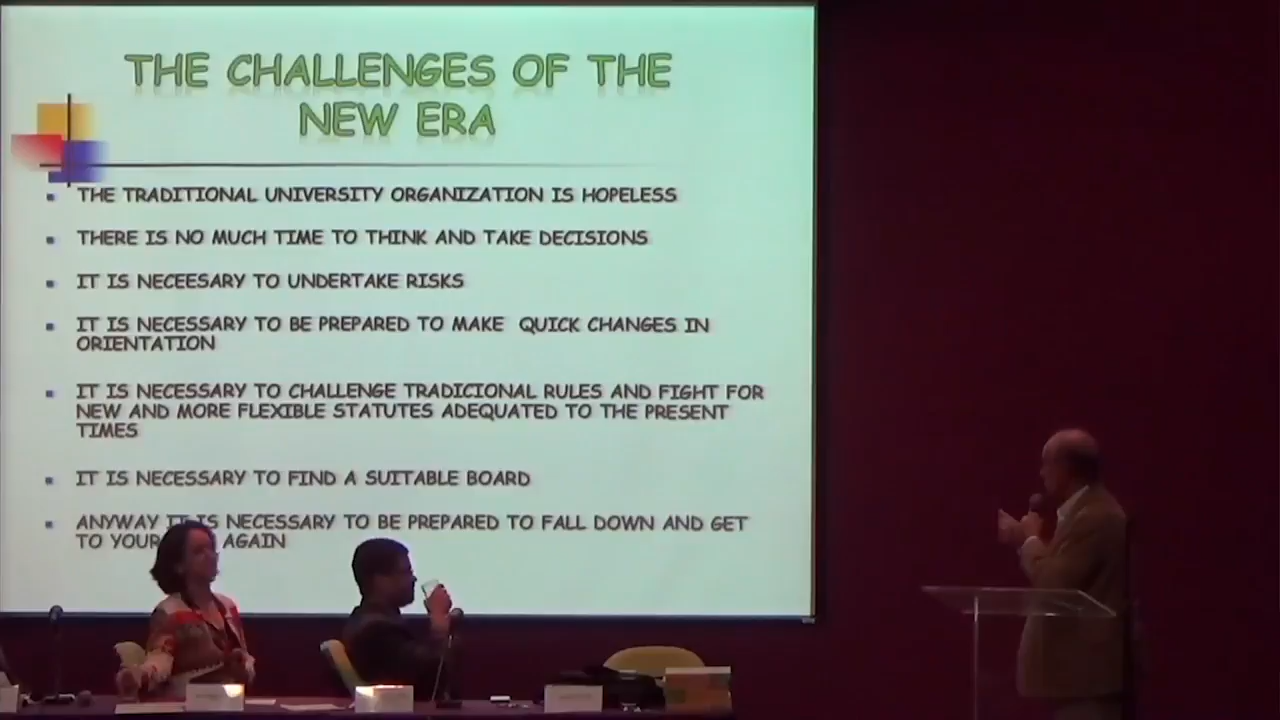 THE CHALLENGES OF THE
NEW ERA
THE TRADITIONAL UNIVERSITY ORGANIZATION IS HOPELESS
THERE IS NO MUCH TIME TO THINK AND TAKE DECISIONS
IT IS NECEESARY TO UNDERTAKE RISKS
IT IS NECESSARY TO BE PREPARED TO MAKE QUICK CHANGES IN
ORIENTATION
IT IS NECESSARY TO CHALLENGE TRADICIONAL RULES AND FIGHT FOR
NEW AND MORE FLEXIBLE STATUTES ADEQUATED TO THE PRESENT
TIMES
IT IS NECESSARY TO FIND A SUITABLE BOARD
ANYWAY IT IS NECESSARY TO BE PREPARED TO FALL DOWN AND GET
TO YOUR AGAIN